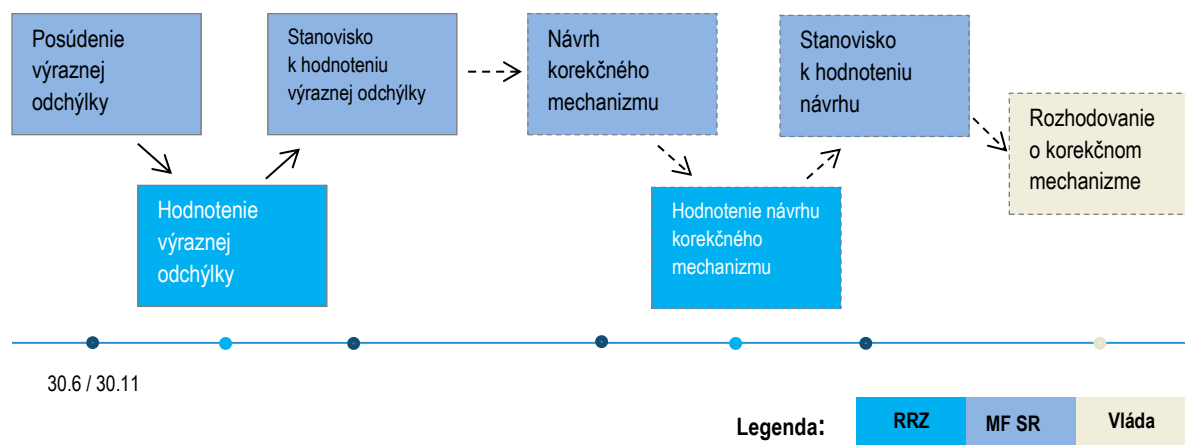 Posúdenie
výraznej
odchýlky
Hodnotenie
výraznej
odchýlky
Stanovisko
k hodnoteniu
výraznej odchýlky
Návrh
korekčného
mechanizmu
Hodnotenie návrhu
korekčného
mechanizmu
Stanovisko
k hodnoteniu
návrhu
Rozhodovanie
o korekčnom
mechanizme
30.6 / 30.11
Legenda: RRZ MF SR Vláda